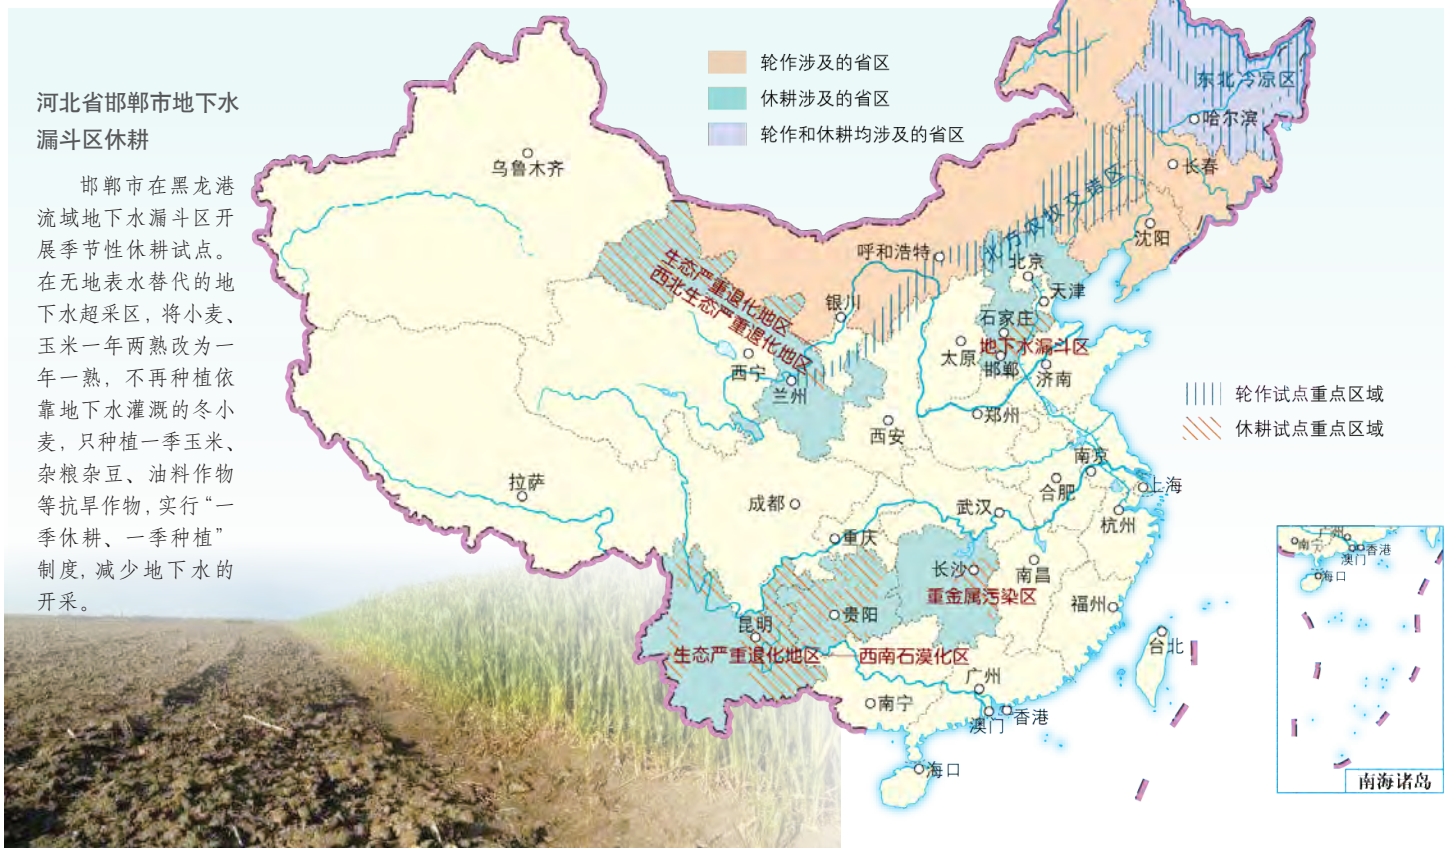 河北省邯郸市地下水
漏斗区休耕
邯郸市在黑龙港
流域地下水漏斗区开
展季节性休耕试点。
在无地表水替代的地
下水超采区，将小麦、
玉米一年两熟改为一
年一熟，不再种植依
靠地下水灌溉的冬小
麦，只种植一季玉米、
杂粮杂豆、油料作物
等抗旱作物，实行“一
季休耕、一季种植”
制度，减少地下水的
开采。
轮作涉及的省区
休耕涉及的省区
轮作和休耕均涉及的省区
东北冷凉区
哈尔滨
长春
沈阳
北方农牧交错区
乌鲁木齐
呼和浩特
北京
天津
石家庄
地下水漏斗区
邯郸
济南
太原
银川
生态严重退化地区
西北生态严重退化地区
西宁
兰州
郑州
西安
轮作试点重点区域
休耕试点重点区域
拉萨
成都
重庆
武汉
合肥
南京
上海
杭州
长沙
重金属污染区
南昌
福州
贵阳
昆明
生态严重退化地区
西南石漠化区
台北
广州
南宁
澳门
香港
海口
广州
南宁
香港
澳门
海口
南海诸岛